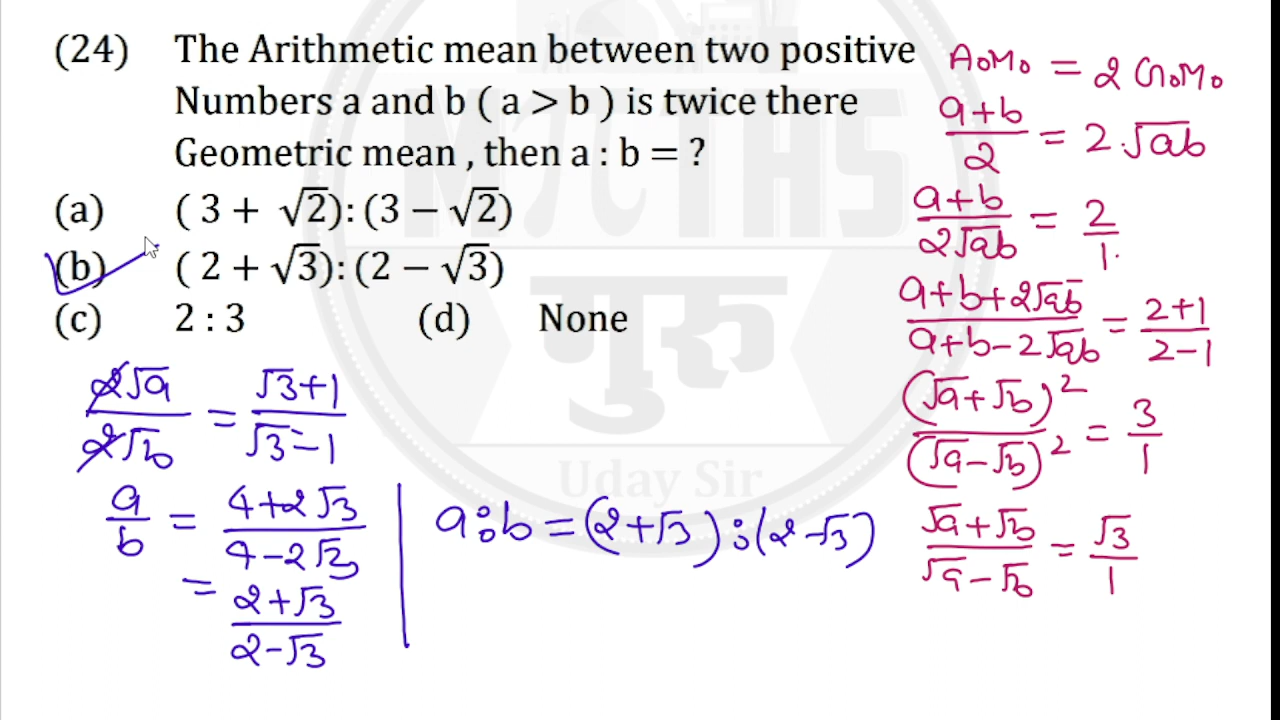 (24) The Arithmetic mean between two positive
Numbers a and b ( a > b ) is twice there
Geometric mean , then a : b = ?
(a) ( 3 + √2): (3 − √2)
(b) ( 2 + √3): (2 − √3)
(c) 2 : 3 (d) None
A.M. = 2 G.M.
(a+b)/2 = 2.√ab
(a+b)/(2√ab) = 2/1
(a+b+2√ab)/(a+b-2√ab) = (2+1)/(2-1)
(√a+√b)²/(√a-√b)² = 3/1
(√a+√b)/(√a-√b) = √3/1
2√a/2√b = (√3+1)/(√3-1)
a/b = (4+2√3)/(4-2√3)
= (2+√3)/(2-√3)
a:b = (2+√3):(2-√3)
MATHS
गुरु
Uday Sir